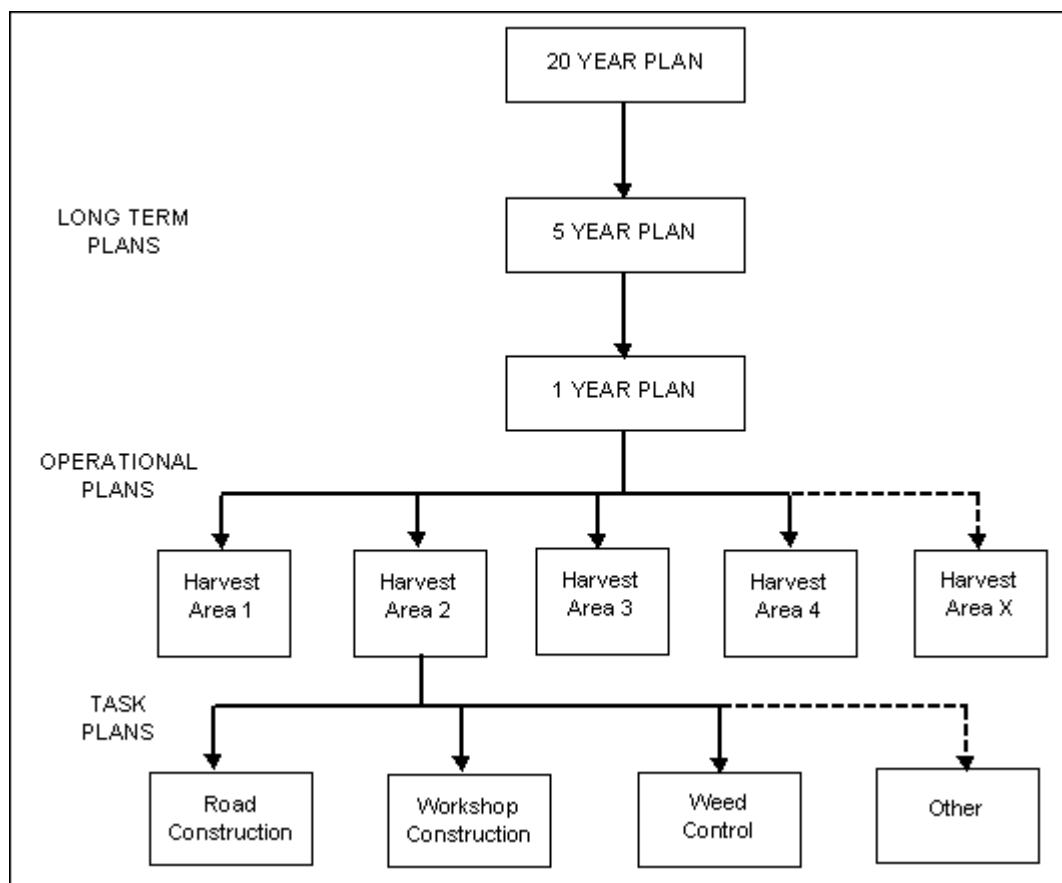 20 YEAR PLAN
LONG TERM
PLANS
5 YEAR PLAN
1 YEAR PLAN
OPERATIONAL
PLANS
Harvest
Area 1
Harvest
Area 2
Harvest
Area 3
Harvest
Area 4
Harvest
Area X
TASK
PLANS
Road
Construction
Workshop
Construction
Weed
Control
Other